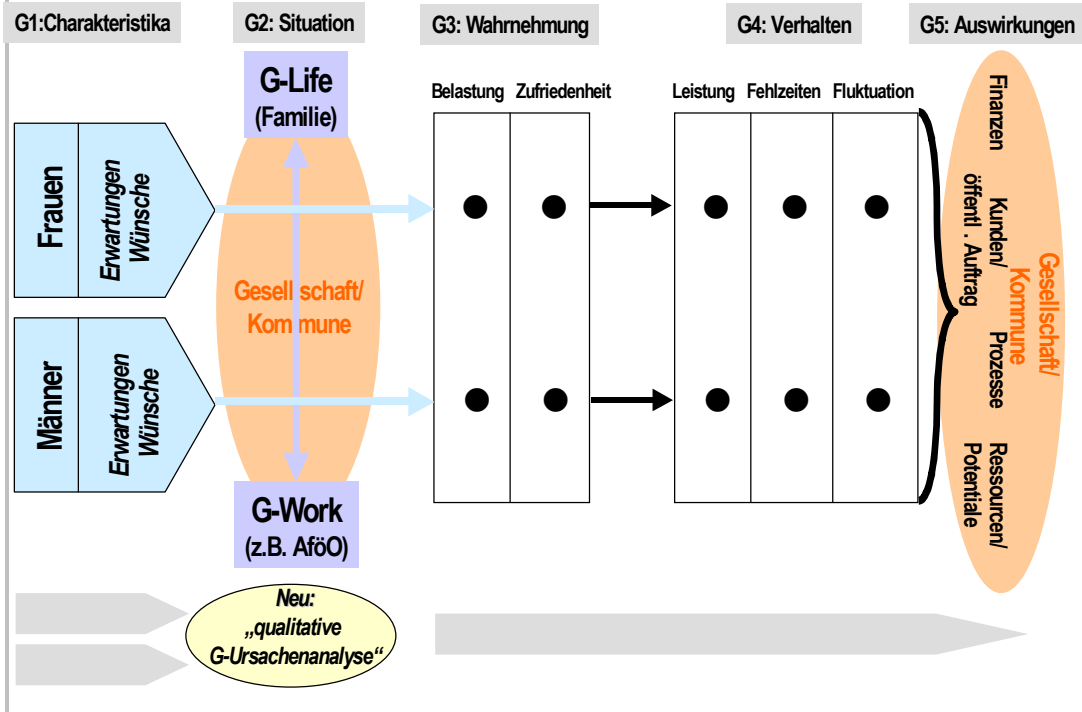 G1:Charakteristika
G2: Situation
G3: Wahrnehmung
G4: Verhalten
G5: Auswirkungen
G-Life
(Familie)
Belastung
Zufriedenheit
Leistung
Fehlzeiten
Fluktuation
Frauen
Erwartungen
Wünsche
Männer
Erwartungen
Wünsche
Gesellschaft/
Kommune
G-Work
(z.B. AföO)
Finanzen
Kunden/
öffentl . Auftrag
Prozesse
Ressourcen/
Potentiale
Gesellschaft/
Kommune
Neu:
„qualitative
G-Ursachenanalyse“